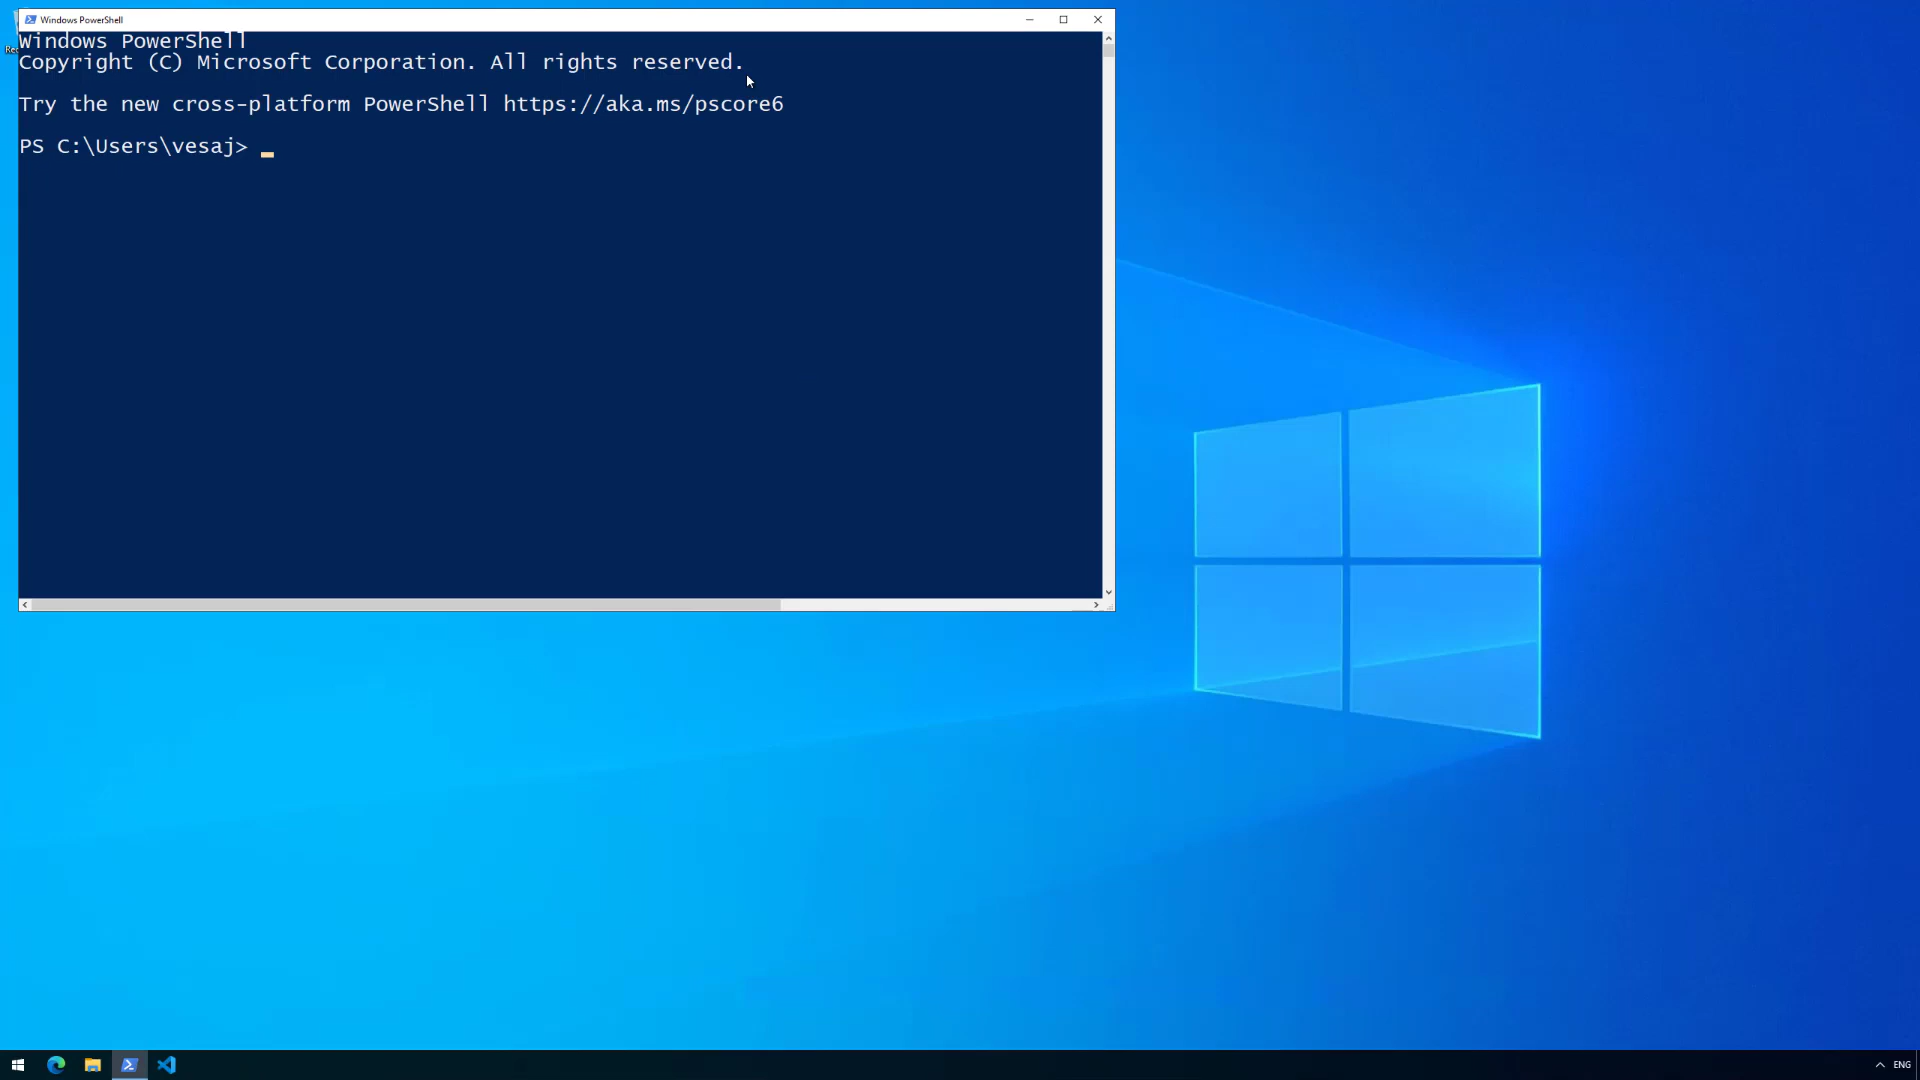 Windows PowerShell
Windows PowerShell
Copyright (C) Microsoft Corporation. All rights reserved.
Try the new cross-platform PowerShell https://aka.ms/pscore6
PS C:\Users\vesaj>
ENG